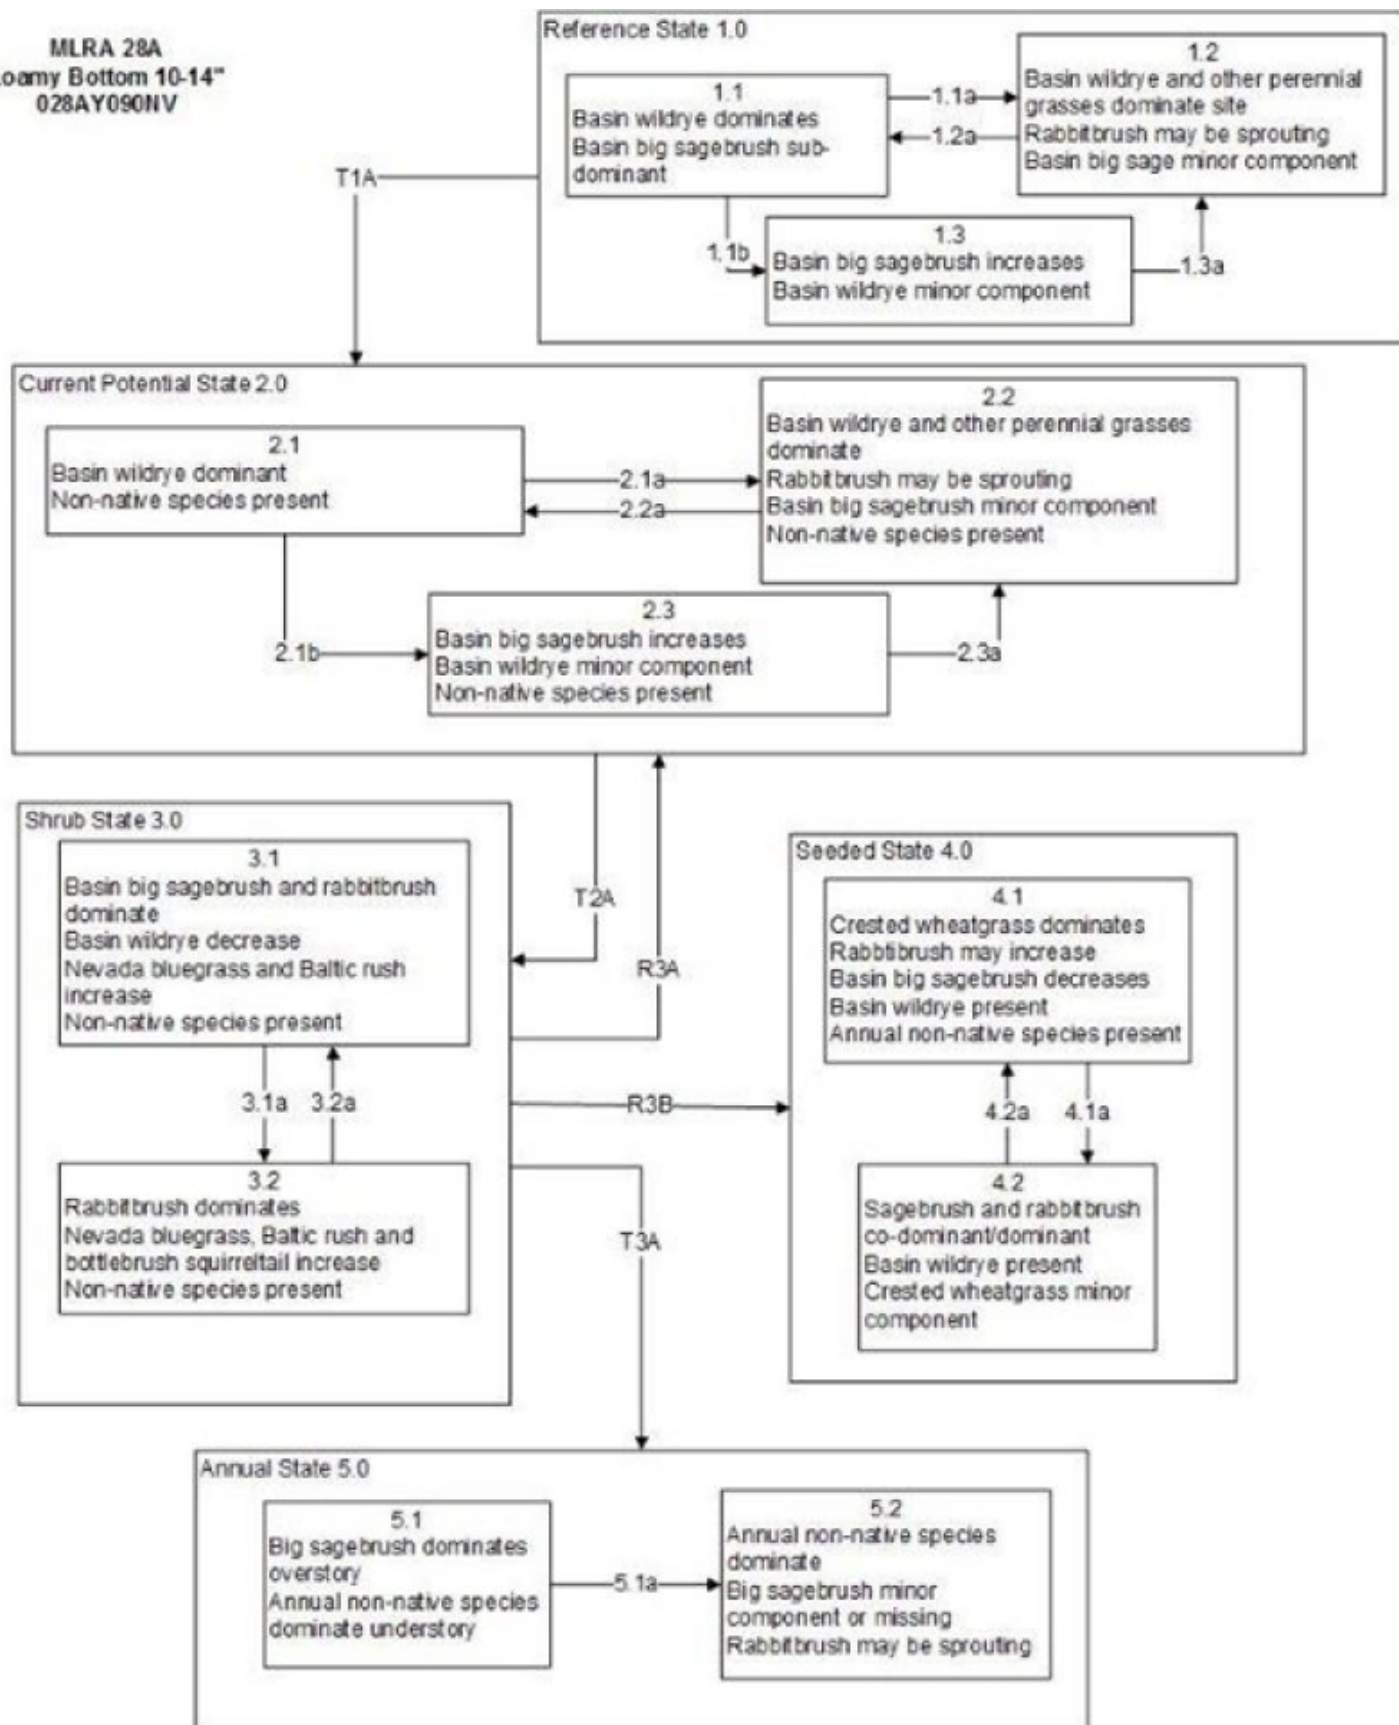 MLRA 28A
oamy Bottom 10-14"
028AY090NV
Reference State 1.0
1.1
Basin wildrye dominates
Basin big sagebrush sub-
dominant
1.1a
1.2a
1.2
Basin wildrye and other perennial
grasses dominate site
Rabbitbrush may be sprouting
Basin big sage minor component
T1A
1.1b
1.3
Basin big sagebrush increases
Basin wildrye minor component
1.3a
Current Potential State 2.0
2.1
Basin wildrye dominant
Non-native species present
2.1a
2.2a
2.2
Basin wildrye and other perennial grasses
dominate
Rabbitbrush may be sprouting
Basin big sagebrush minor component
Non-native species present
2.1b
2.3
Basin big sagebrush increases
Basin wildrye minor component
Non-native species present
2.3a
T2A
R3A
Shrub State 3.0
3.1
Basin big sagebrush and rabbitbrush
dominate
Basin wildrye decrease
Nevada bluegrass and Baltic rush
increase
Non-native species present
3.1a
3.2a
3.2
Rabbitbrush dominates
Nevada bluegrass, Baltic rush and
bottlebrush squirreltail increase
Non-native species present
R3B
T3A
Seeded State 4.0
4.1
Crested wheatgrass dominates
Rabbtibrush may increase
Basin big sagebrush decreases
Basin wildrye present
Annual non-native species present
4.2a
4.1a
4.2
Sagebrush and rabbitbrush
co-dominant/dominant
Basin wildrye present
Crested wheatgrass minor
component
Annual State 5.0
5.1
Big sagebrush dominates
overstory
Annual non-native species
dominate understory
5.1a
5.2
Annual non-native species
dominate
Big sagebrush minor
component or missing
Rabbitbrush may be sprouting